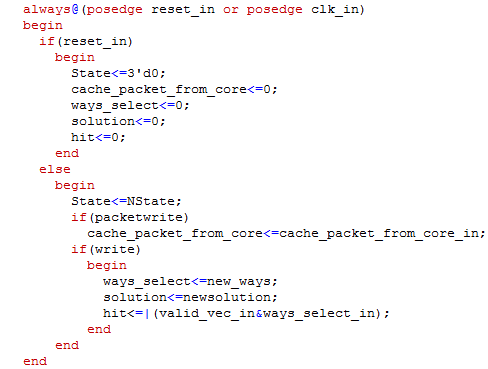 always@(posedge reset_in or posedge clk_in)
begin
if(reset_in)
begin
State<=3'd0;
cache_packet_from_core<=0;
ways_select<=0;
solution<=0;
hit<=0;
end
else
begin
State<=NState;
if(packetwrite)
cache_packet_from_core<=cache_packet_from_core_in;
if(write)
begin
ways_select<=new_ways;
solution<=newsolution;
hit<=|(valid_vec_in&ways_select_in);
end
end
end